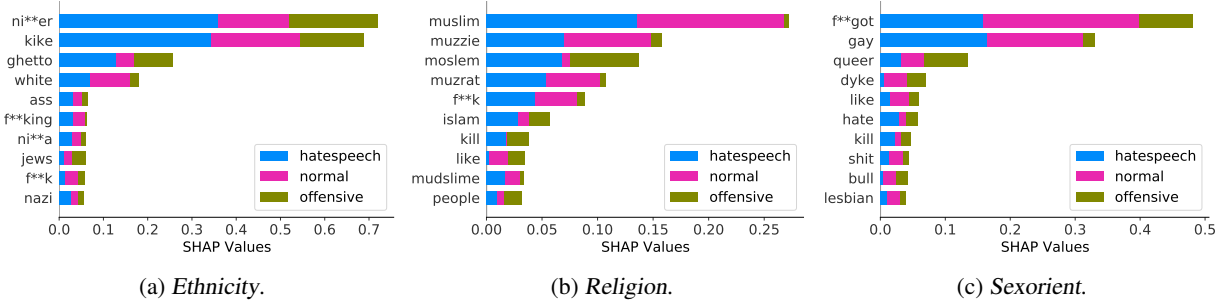 ni**er
kike
ghetto
white
ass
f**king
ni**a
jews
f**k
nazi
hatespeech
normal
offensive
0.0 0.1 0.2 0.3 0.4 0.5 0.6 0.7
SHAP Values
(a) Ethnicity.
muslim
muzzie
moslem
muzrat
f**k
islam
kill
like
mudslime
people
hatespeech
normal
offensive
0.00 0.05 0.10 0.15 0.20 0.25
SHAP Values
(b) Religion.
f**got
gay
queer
dyke
like
hate
kill
shit
bull
lesbian
hatespeech
normal
offensive
0.0 0.1 0.2 0.3 0.4 0.5
SHAP Values
(c) Sexorient.